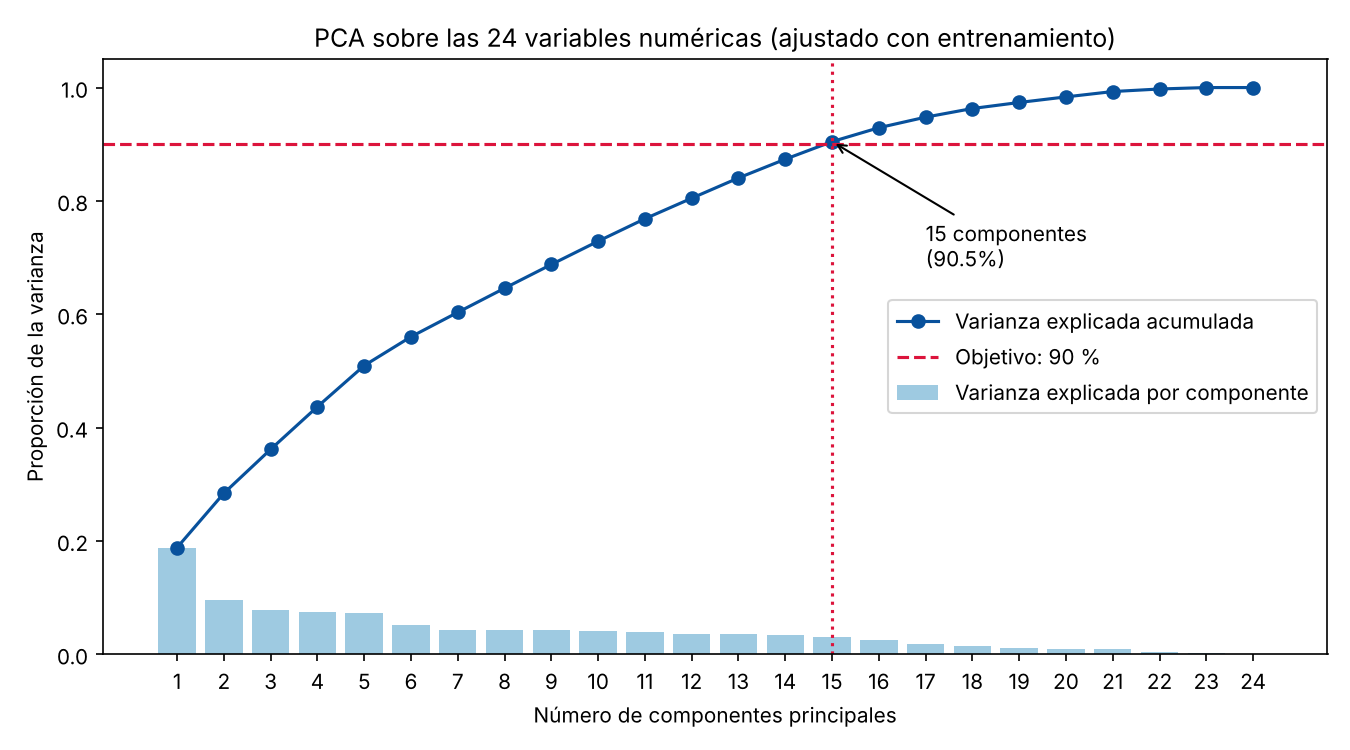 PCA sobre las 24 variables numéricas (ajustado con entrenamiento)
Proporción de la varianza
1.0
0.8
0.6
0.4
0.2
0.0
15 componentes
(90.5%)
Varianza explicada acumulada
Objetivo: 90 %
Varianza explicada por componente
1 2 3 4 5 6 7 8 9 10 11 12 13 14 15 16 17 18 19 20 21 22 23 24
Número de componentes principales